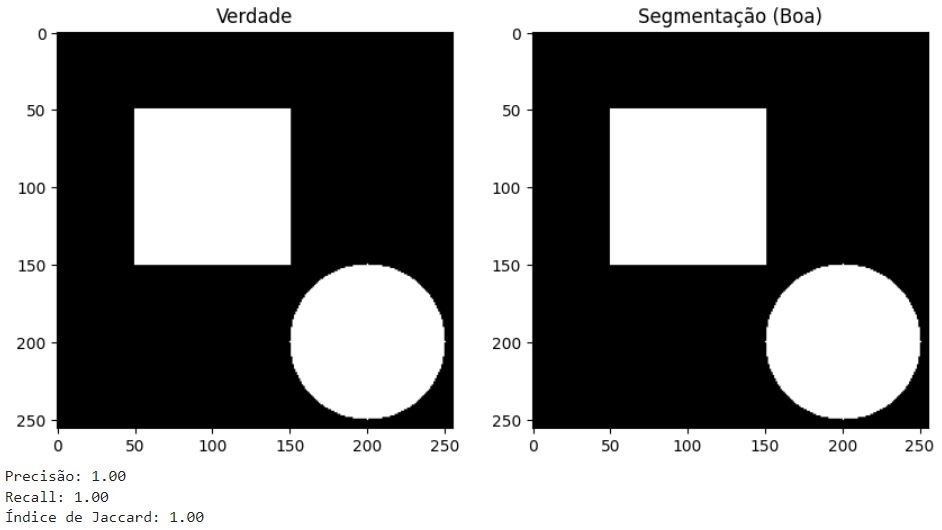 Verdade
Segmentação (Boa)
0
50
100
150
200
250
0 50 100 150 200 250
0
50
100
150
200
250
0 50 100 150 200 250
Precisão: 1.00
Recall: 1.00
Índice de Jaccard: 1.00